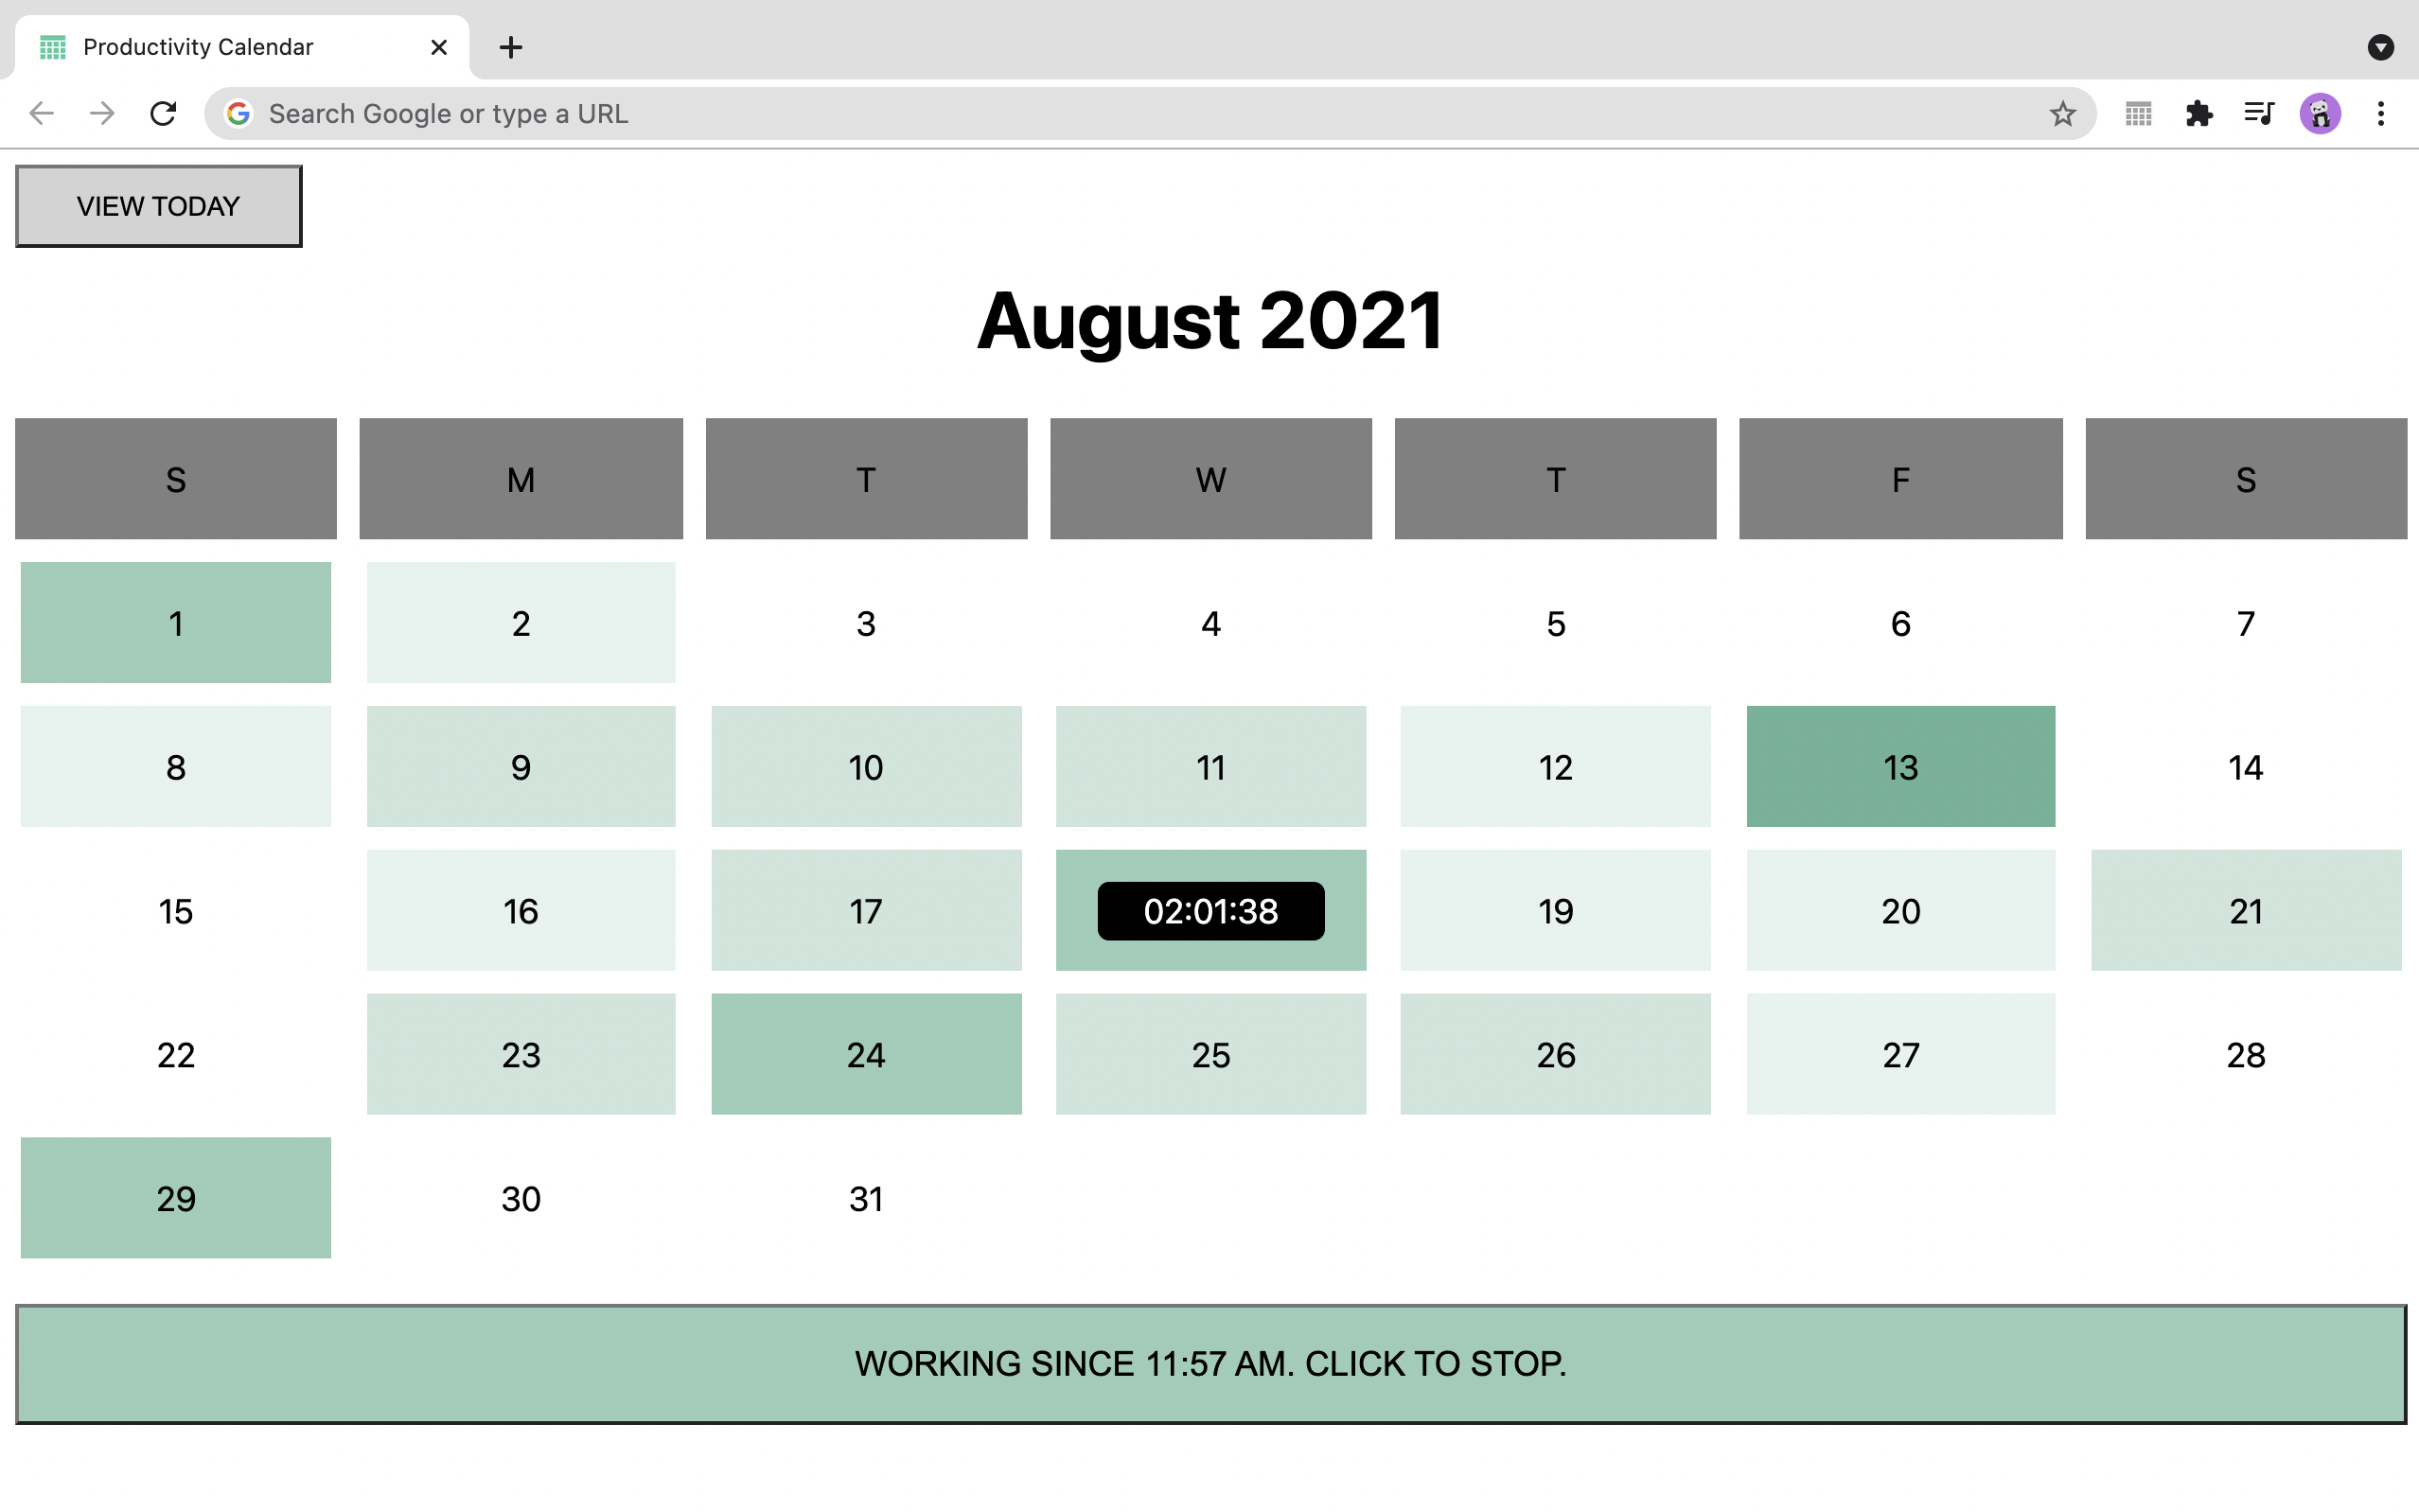 Productivity Calendar
Search Google or type a URL
VIEW TODAY
August 2021
S M T W T F S
1 2 3 4 5 6 7
8 9 10 11 12 13 14
15 16 17 02:01:38 19 20 21
22 23 24 25 26 27 28
29 30 31
WORKING SINCE 11:57 AM. CLICK TO STOP.